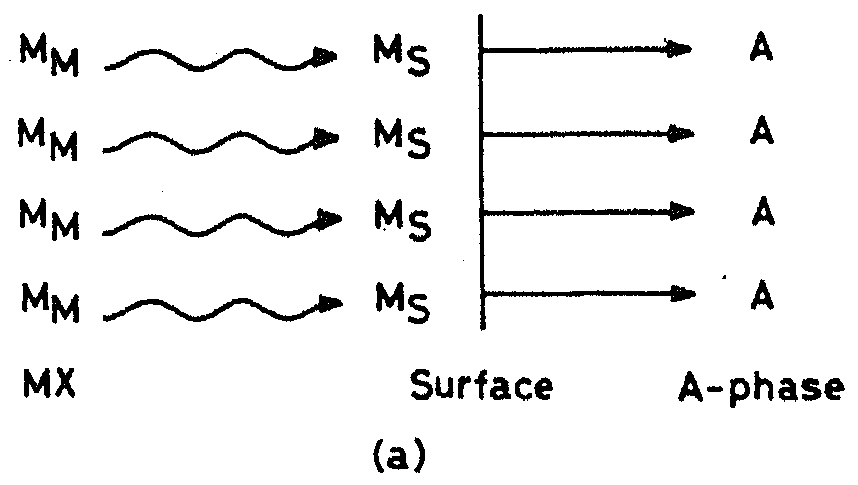 M_M M_S A
M_M M_S A
M_M M_S A
M_M M_S A
MX Surface A-phase
(a)